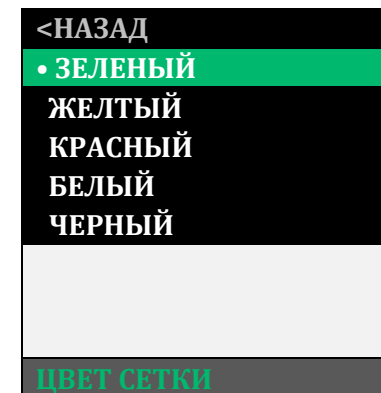 <НАЗАД
• ЗЕЛЕНЫЙ
ЖЕЛТЫЙ
КРАСНЫЙ
БЕЛЫЙ
ЧЕРНЫЙ
ЦВЕТ СЕТКИ